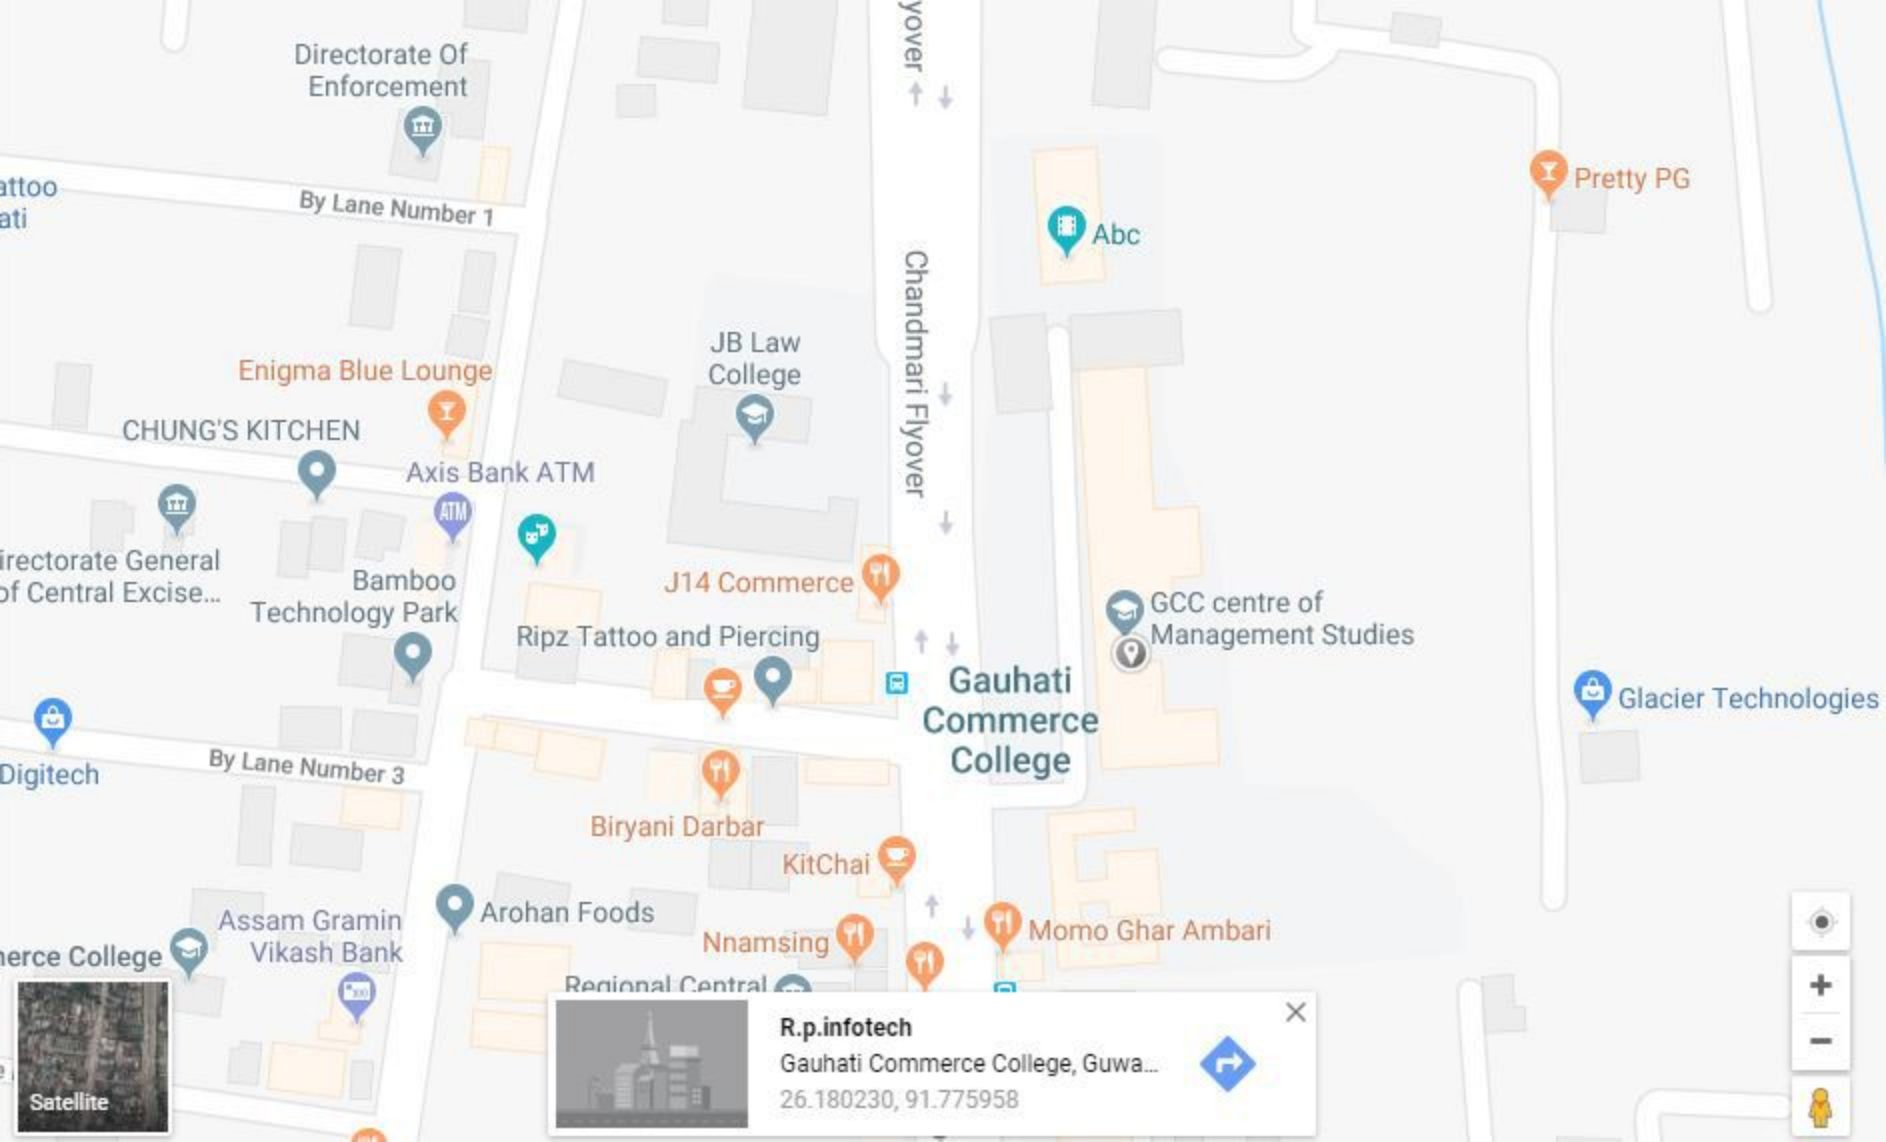 yover
Directorate Of
Enforcement
By Lane Number 1
attoo
ati
Pretty PG
Abc
Chandmari Flyover
JB Law
College
Enigma Blue Lounge
CHUNG'S KITCHEN
Axis Bank ATM
ATM
irectorate General
of Central Excise...
Bamboo
Technology Park
J14 Commerce
GCC centre of
Management Studies
Ripz Tattoo and Piercing
Gauhati
Commerce
College
Glacier Technologies
Digitech
By Lane Number 3
Biryani Darbar
KitChai
Arohan Foods
Assam Gramin
Vikash Bank
Nnamsing
Momo Ghar Ambari
nerce College
Regional Central
R.p.infotech
Gauhati Commerce College, Guwa...
26.180230, 91.775958
Satellite